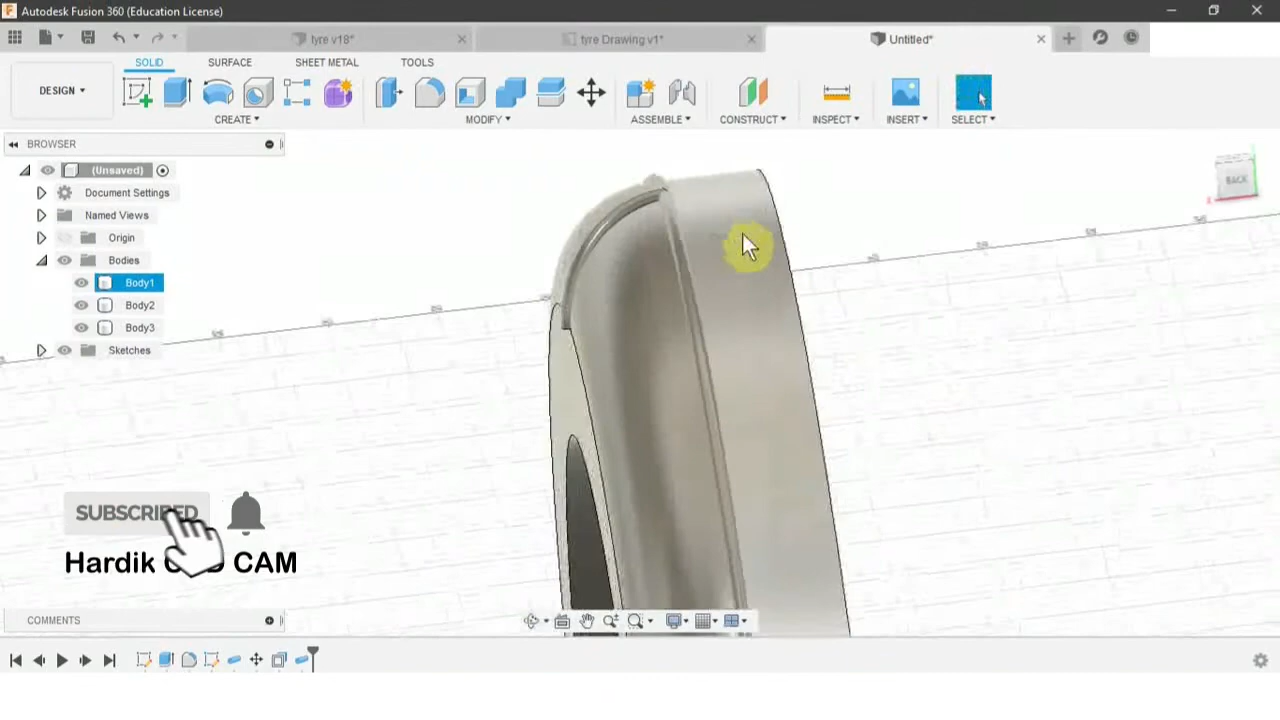 Autodesk Fusion 360 (Education License)
tyre v18*
tyre Drawing v1*
Untitled*
SOLID
SURFACE
SHEET METAL
TOOLS
DESIGN
CREATE
MODIFY
ASSEMBLE
CONSTRUCT
INSPECT
INSERT
SELECT
BROWSER
(Unsaved)
Document Settings
Named Views
Origin
Bodies
Body1
Body2
Body3
Sketches
BACK
SUBSCRIBED
Hardik CAD CAM
COMMENTS